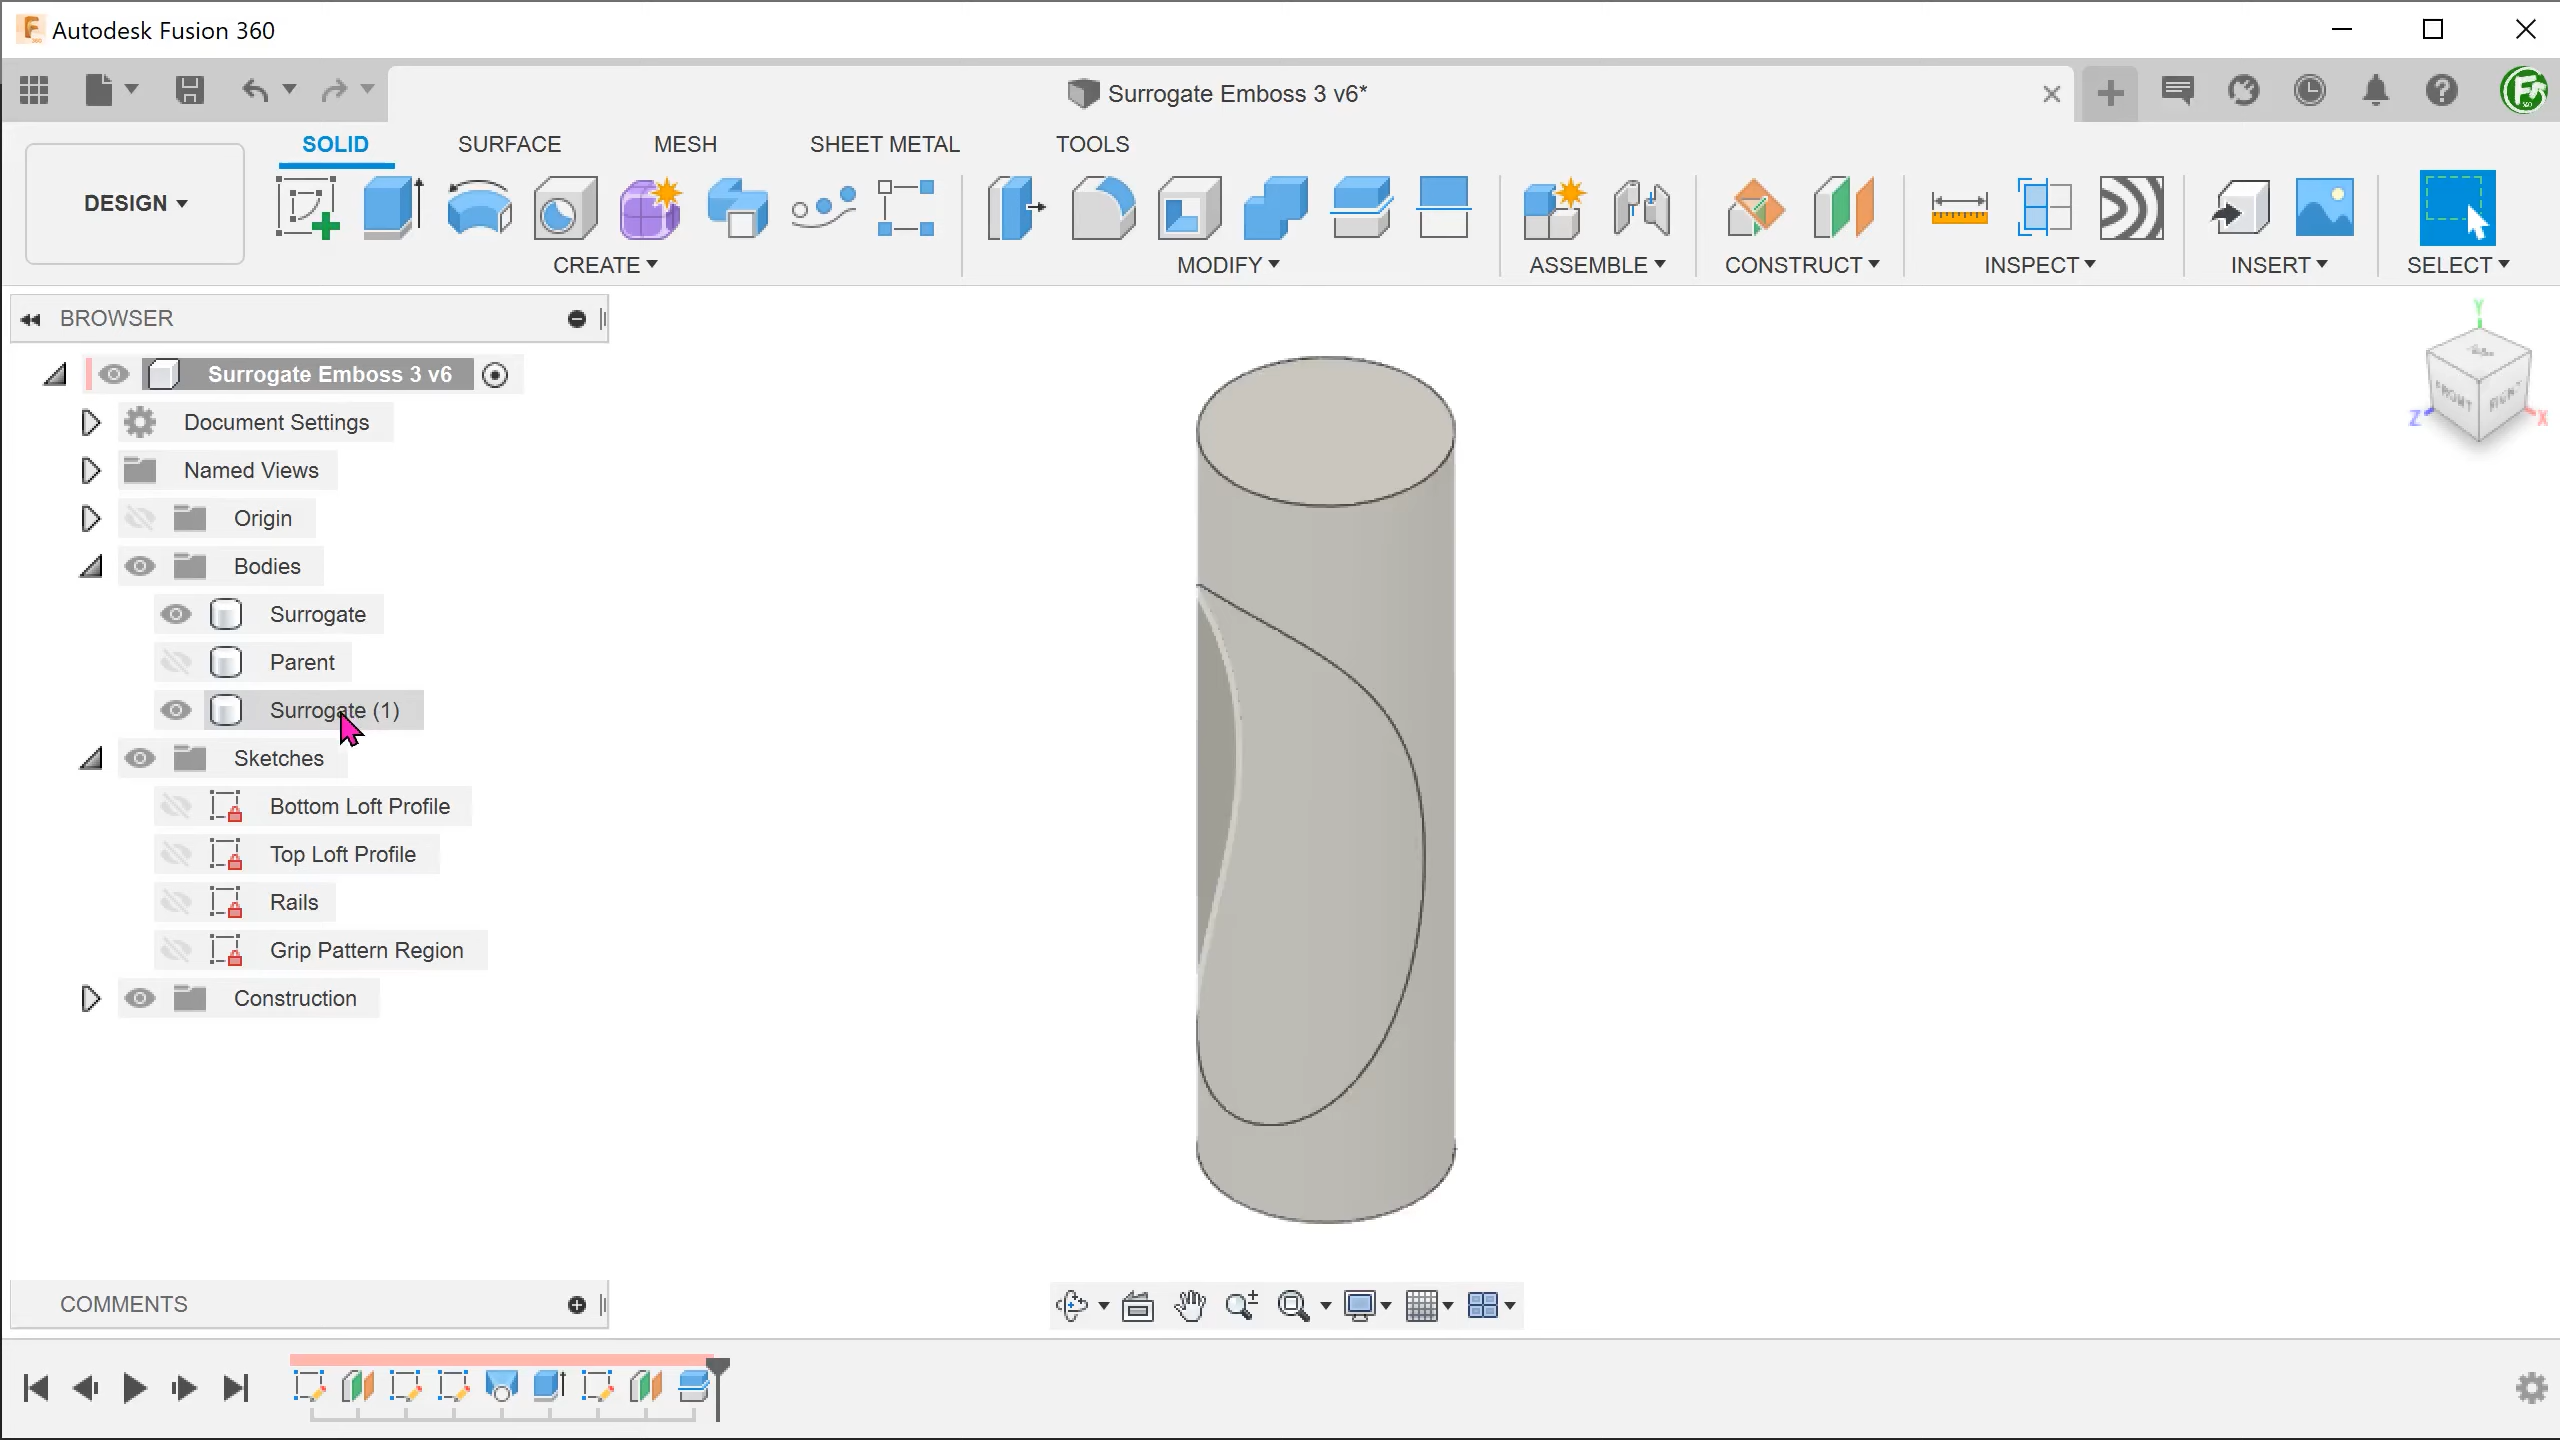 Autodesk Fusion 360
Surrogate Emboss 3 v6*
SOLID SURFACE MESH SHEET METAL TOOLS
DESIGN
CREATE MODIFY ASSEMBLE CONSTRUCT INSPECT INSERT SELECT
BROWSER
Surrogate Emboss 3 v6
Document Settings
Named Views
Origin
Bodies
Surrogate
Parent
Surrogate (1)
Sketches
Bottom Loft Profile
Top Loft Profile
Rails
Grip Pattern Region
Construction
Y
FRONT RIGHT
Z X
COMMENTS